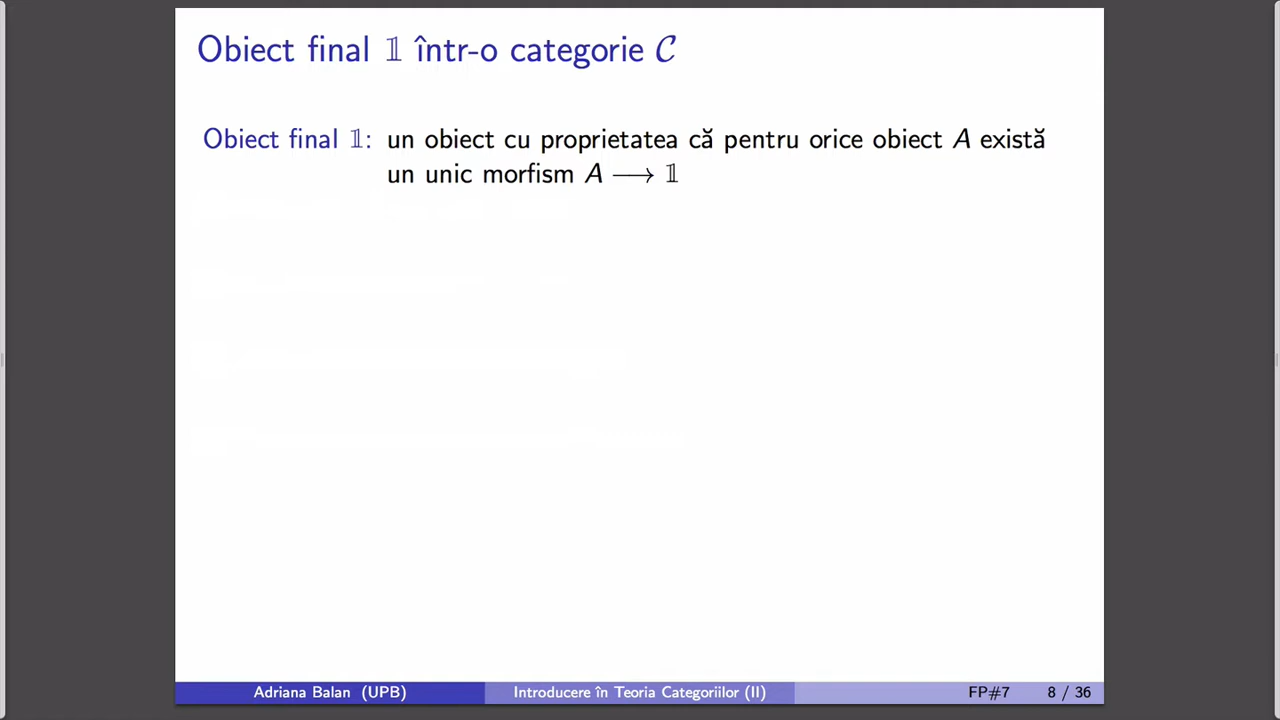 Obiect final 𝟙 într-o categorie 𝒞
Obiect final 𝟙: un obiect cu proprietatea că pentru orice obiect A există
un unic morfism A ⟶ 𝟙
Adriana Balan (UPB) Introducere în Teoria Categoriilor (II) FP#7 8 / 36